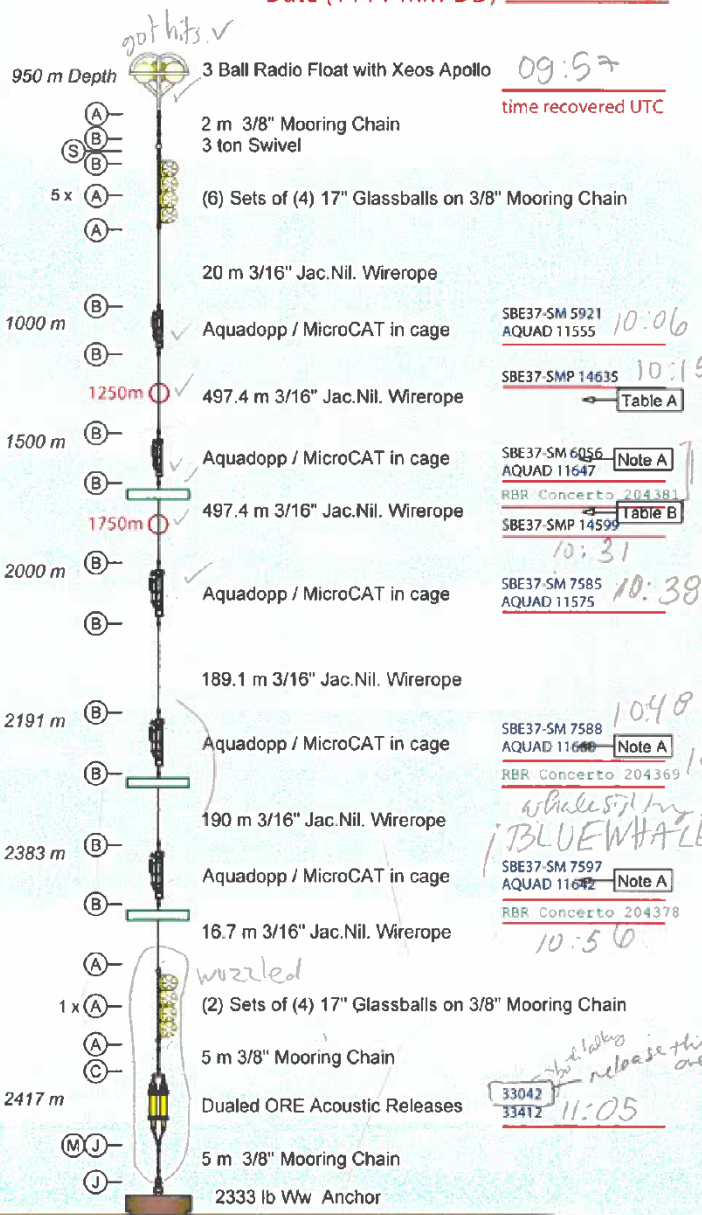 got hits ✓
950 m Depth
3 Ball Radio Float with Xeos Apollo
09:57
time recovered UTC
A
2 m 3/8" Mooring Chain
B
S
3 ton Swivel
B
5 x A
(6) Sets of (4) 17" Glassballs on 3/8" Mooring Chain
A
20 m 3/16" Jac.Nil. Wirerope
B
1000 m
Aquadopp / MicroCAT in cage
SBE37-SM 5921
AQUAD 11555
10:06
B
1250m
497.4 m 3/16" Jac.Nil. Wirerope
SBE37-SMP 14635
Table A
B
1500 m
Aquadopp / MicroCAT in cage
SBE37-SM 6056
AQUAD 11647
Note A
B
RBR Concerto 204381
1750m
497.4 m 3/16" Jac.Nil. Wirerope
Table B
SBE37-SMP 14599
10:31
B
2000 m
Aquadopp / MicroCAT in cage
SBE37-SM 7585
AQUAD 11575
10:38
B
189.1 m 3/16" Jac.Nil. Wirerope
B
2191 m
Aquadopp / MicroCAT in cage
SBE37-SM 7588
AQUAD
10:48
Note A
B
RBR Concerto 204369
190 m 3/16" Jac.Nil. Wirerope
whale
¡BLUEWHALE
B
2383 m
Aquadopp / MicroCAT in cage
SBE37-SM 7597
AQUAD 11642
Note A
B
RBR Concerto 204378
16.7 m 3/16" Jac.Nil. Wirerope
10:56
A
wuzzled
1 x A
(2) Sets of (4) 17" Glassballs on 3/8" Mooring Chain
A
5 m 3/8" Mooring Chain
C
both talking
release this one
2417 m
Dualed ORE Acoustic Releases
33042
33412
11:05
M J
5 m 3/8" Mooring Chain
J
2333 lb Ww Anchor